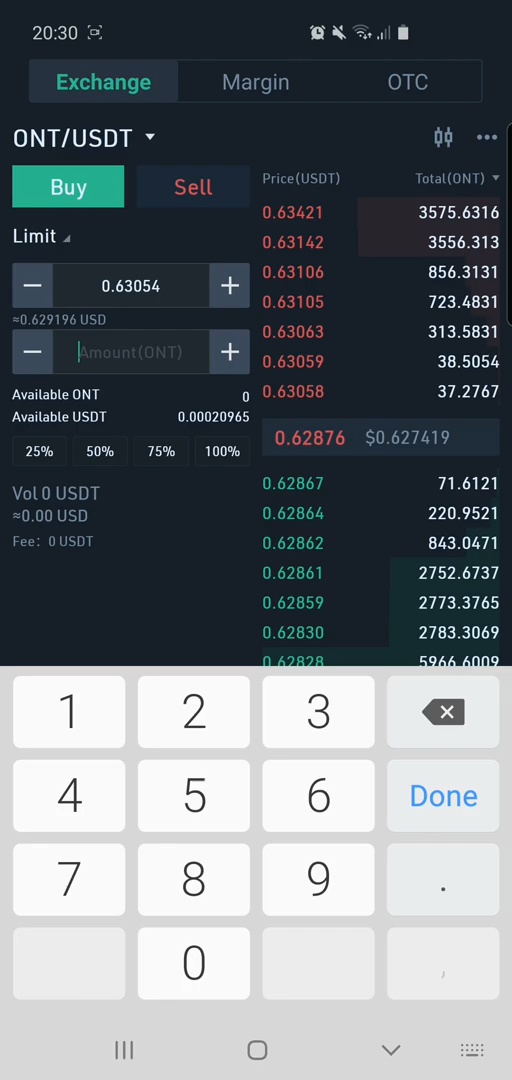 20:30
Exchange Margin OTC
ONT/USDT
Buy Sell
Limit
0.63054
≈0.629196 USD
Amount(ONT)
Available ONT 0
Available USDT 0.00020965
25% 50% 75% 100%
Vol 0 USDT
≈0.00 USD
Fee: 0 USDT
Price(USDT) Total(ONT)
0.63421 3575.6316
0.63142 3556.313
0.63106 856.3131
0.63105 723.4831
0.63063 313.5831
0.63059 38.5054
0.63058 37.2767
0.62876 $0.627419
0.62867 71.6121
0.62864 220.9521
0.62862 843.0471
0.62861 2752.6737
0.62859 2773.3765
0.62830 2783.3069
0.62828 5966.6009
1 2 3
4 5 6 Done
7 8 9 .
0 ,